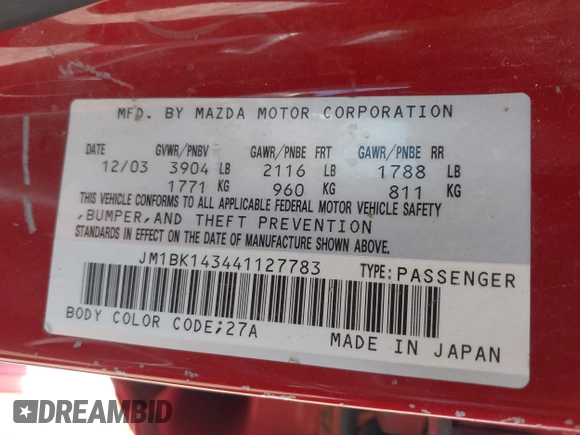 MFD. BY MAZDA MOTOR CORPORATION
DATE GVWR/PNBV GAWR/PNBE FRT GAWR/PNBE RR
12/03 3904 LB 2116 LB 1788 LB
1771 KG 960 KG 811 KG
THIS VEHICLE CONFORMS TO ALL APPLICABLE FEDERAL MOTOR VEHICLE SAFETY
,BUMPER,AND THEFT PREVENTION
STANDARDS IN EFFECT ON THE DATE OF MANUFACTURE SHOWN ABOVE.
JM1BK143441127783 TYPE:PASSENGER
BODY COLOR CODE;27A MADE IN JAPAN
DREAMBID